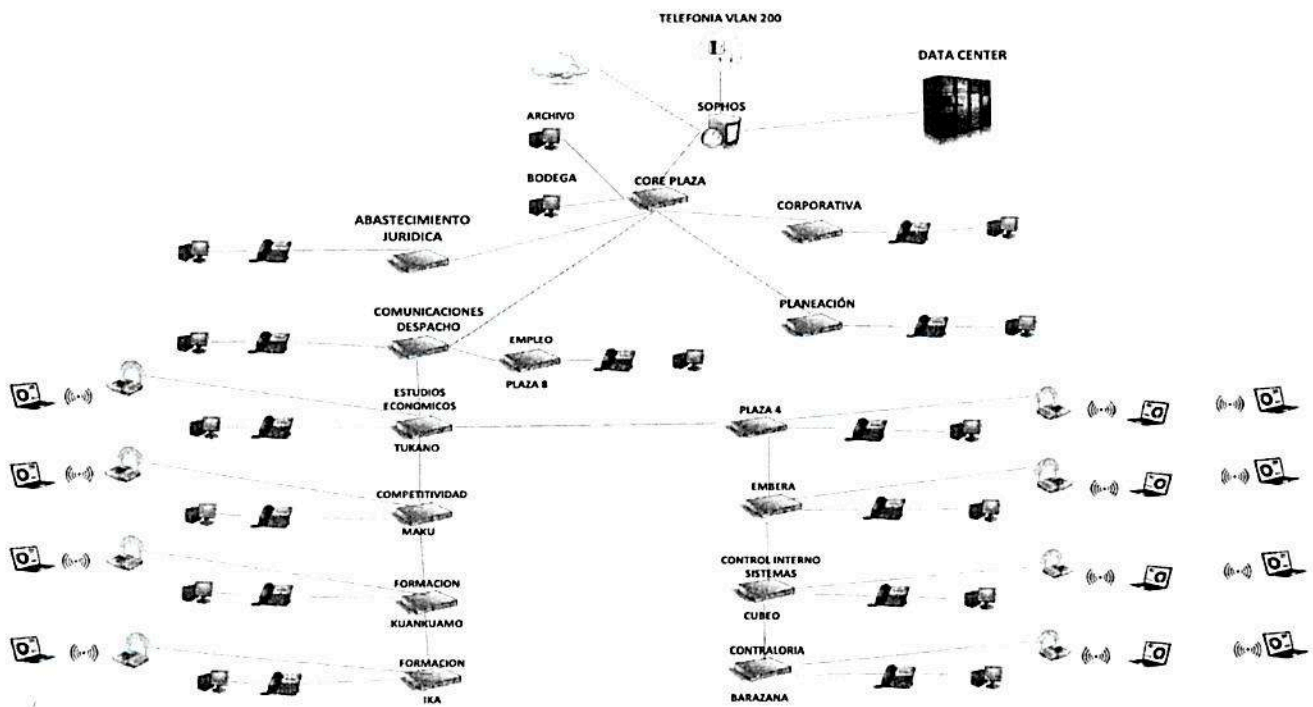 TELEFONIA VLAN 200
DATA CENTER
SOPHOS
ARCHIVO
BODEGA
CORE PLAZA
CORPORATIVA
ABASTECIMIENTO
JURIDICA
PLANEACIÓN
COMUNICACIONES
DESPACHO
EMPLEO
PLAZA 8
ESTUDIOS
ECONOMICOS
TUKANO
PLAZA 4
COMPETITIVIDAD
MAKU
EMBERA
FORMACION
KUANKUAMO
CONTROL INTERNO
SISTEMAS
CUBEO
FORMACION
IKA
CONTRALORIA
BARAZANA